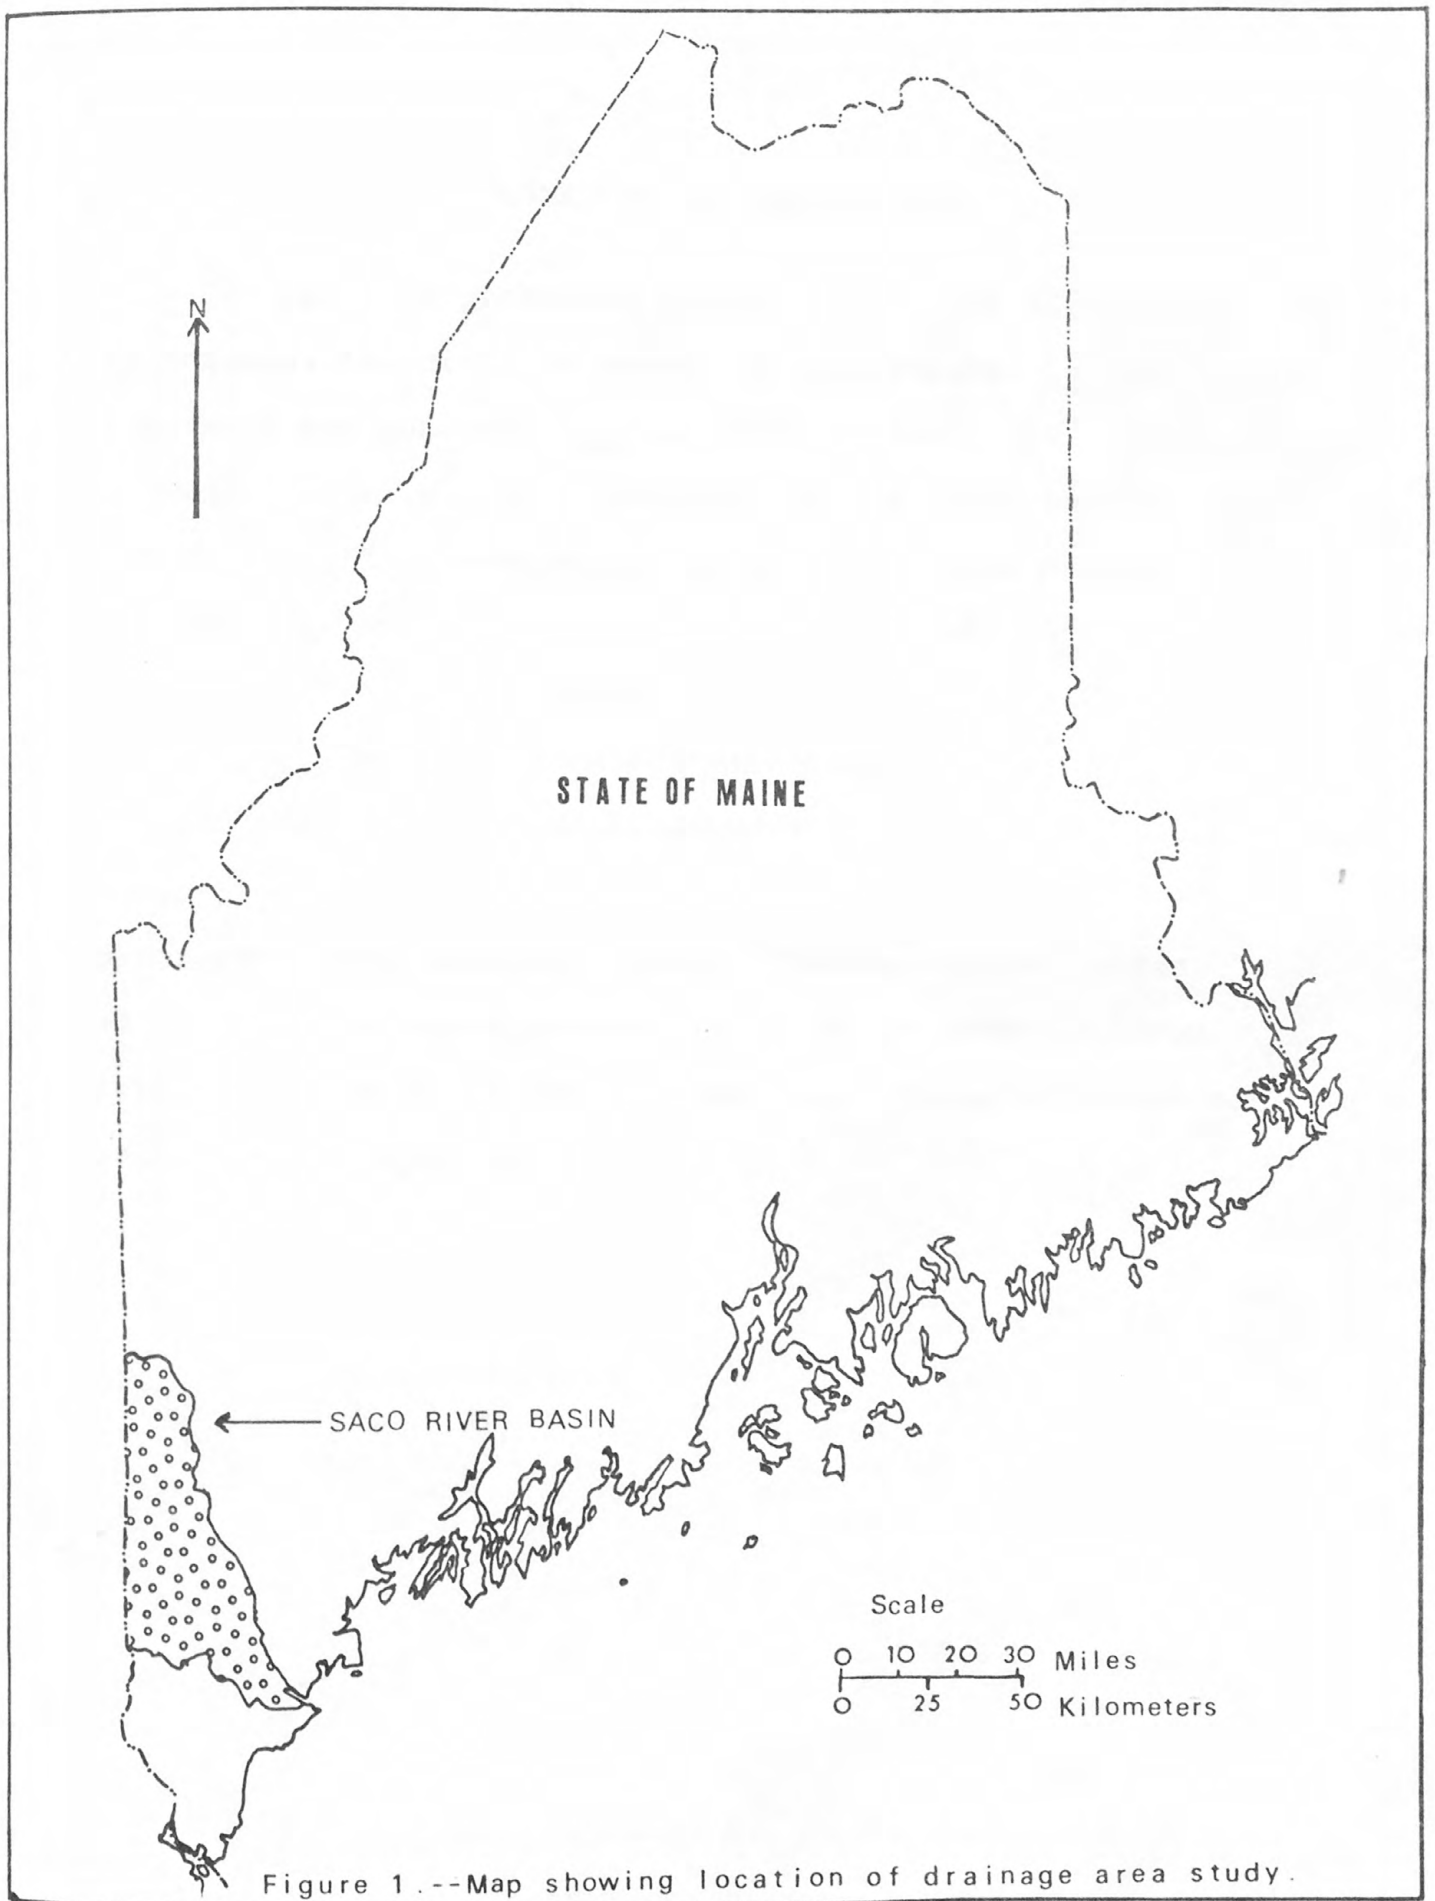 N
STATE OF MAINE
SACO RIVER BASIN
Scale
0 10 20 30 Miles
0 25 50 Kilometers
Figure 1.--Map showing location of drainage area study.